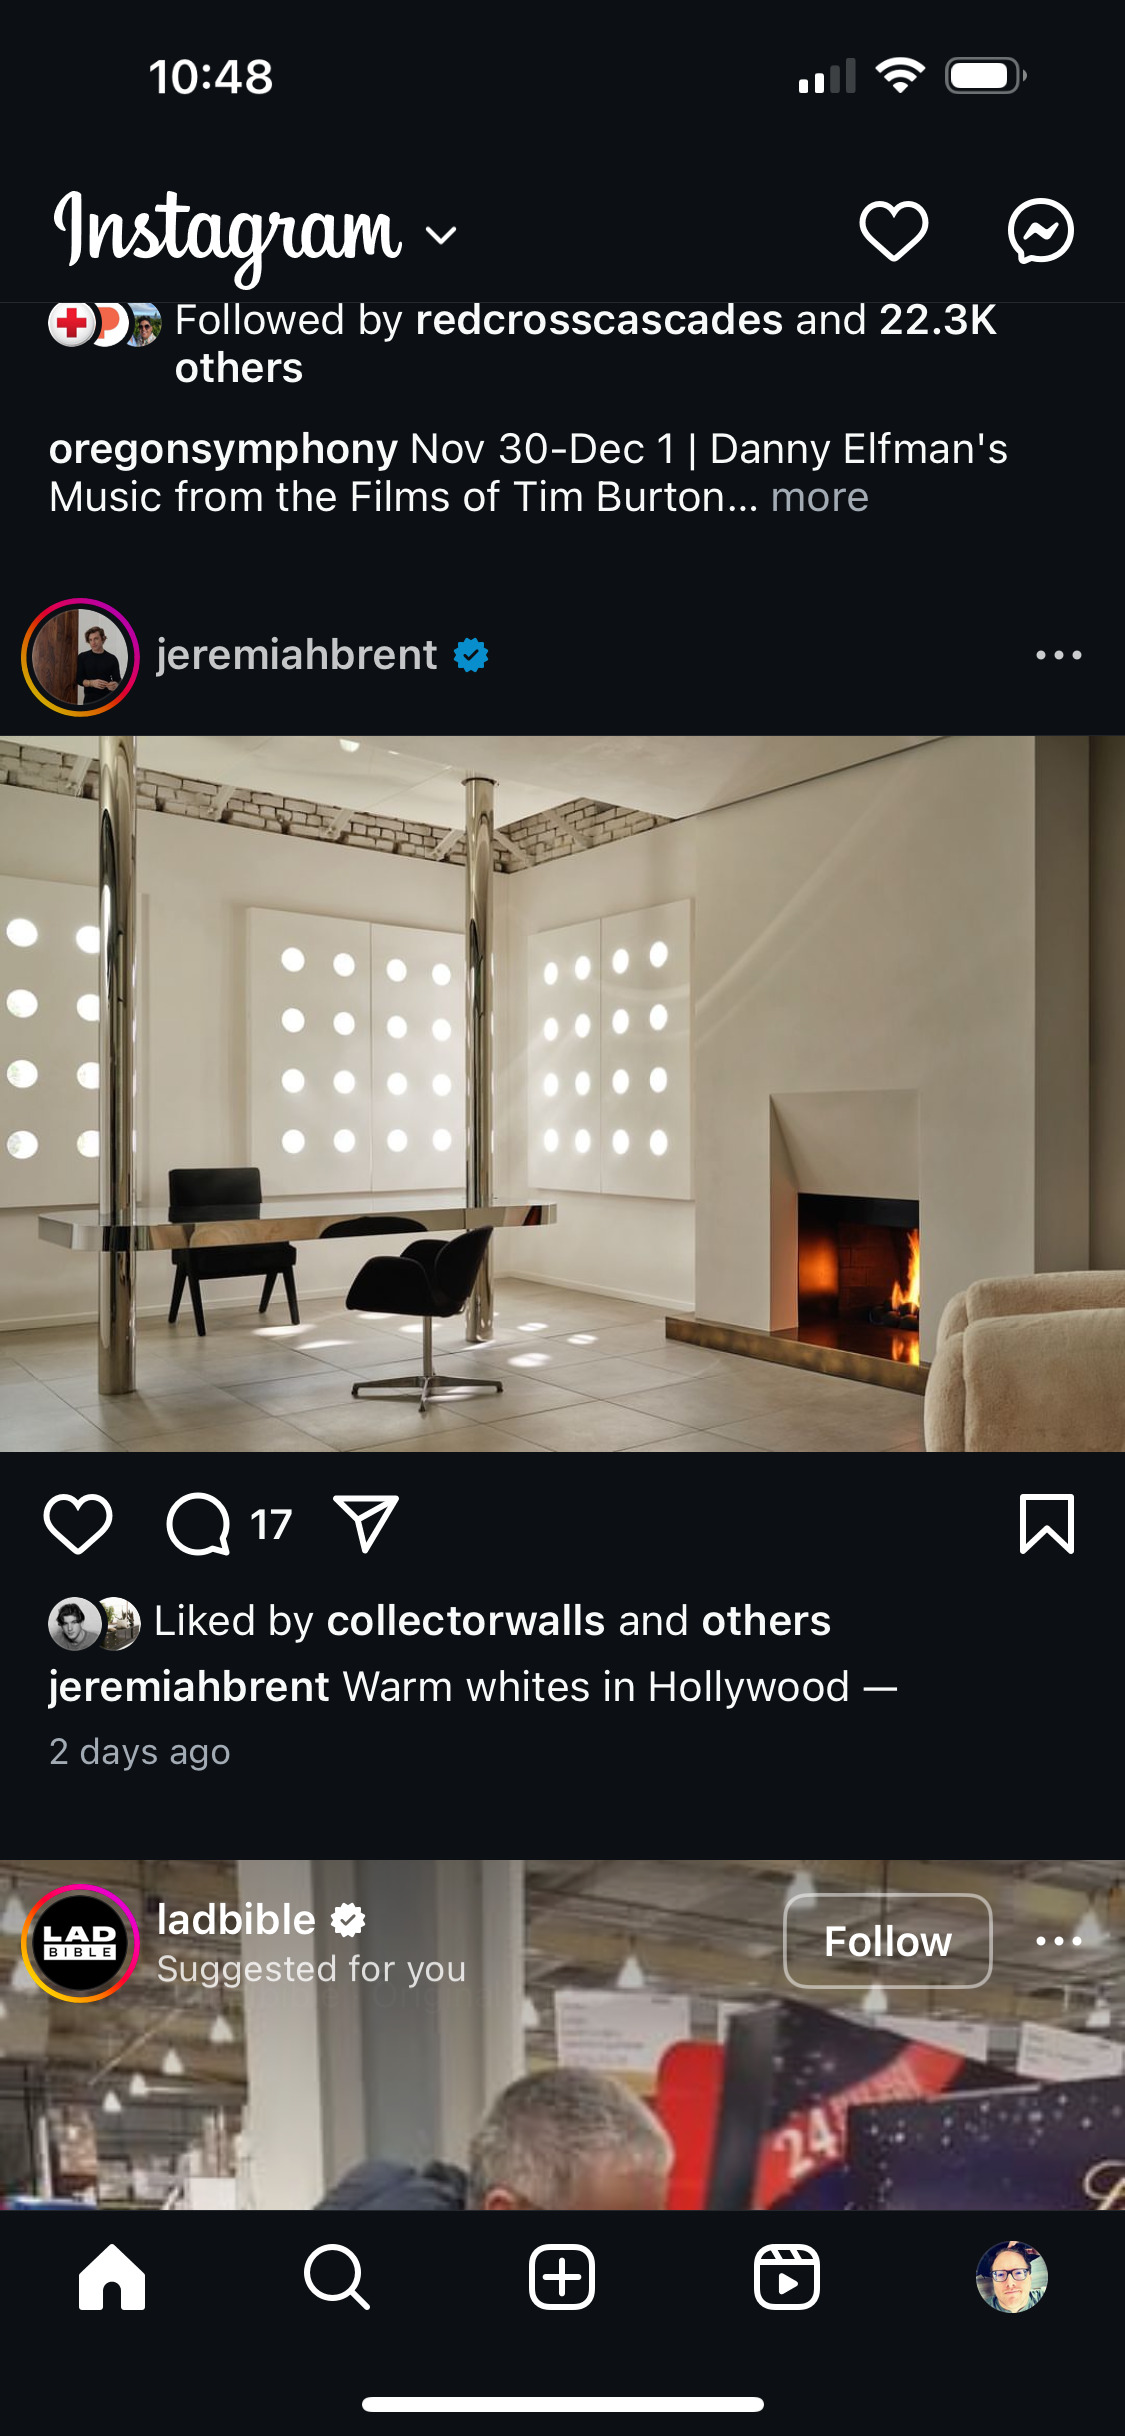 10:48
Instagram
Followed by redcrosscascades and 22.3K
others
oregonsymphony Nov 30-Dec 1 | Danny Elfman's
Music from the Films of Tim Burton... more
jeremiahbrent
17
Liked by collectorwalls and others
jeremiahbrent Warm whites in Hollywood —
2 days ago
LAD
BIBLE
ladbible
Suggested for you
Follow
24